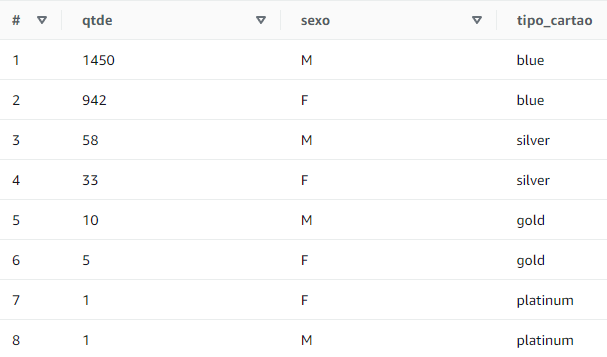 # qtde sexo tipo_cartao
1 1450 M blue
2 942 F blue
3 58 M silver
4 33 F silver
5 10 M gold
6 5 F gold
7 1 F platinum
8 1 M platinum